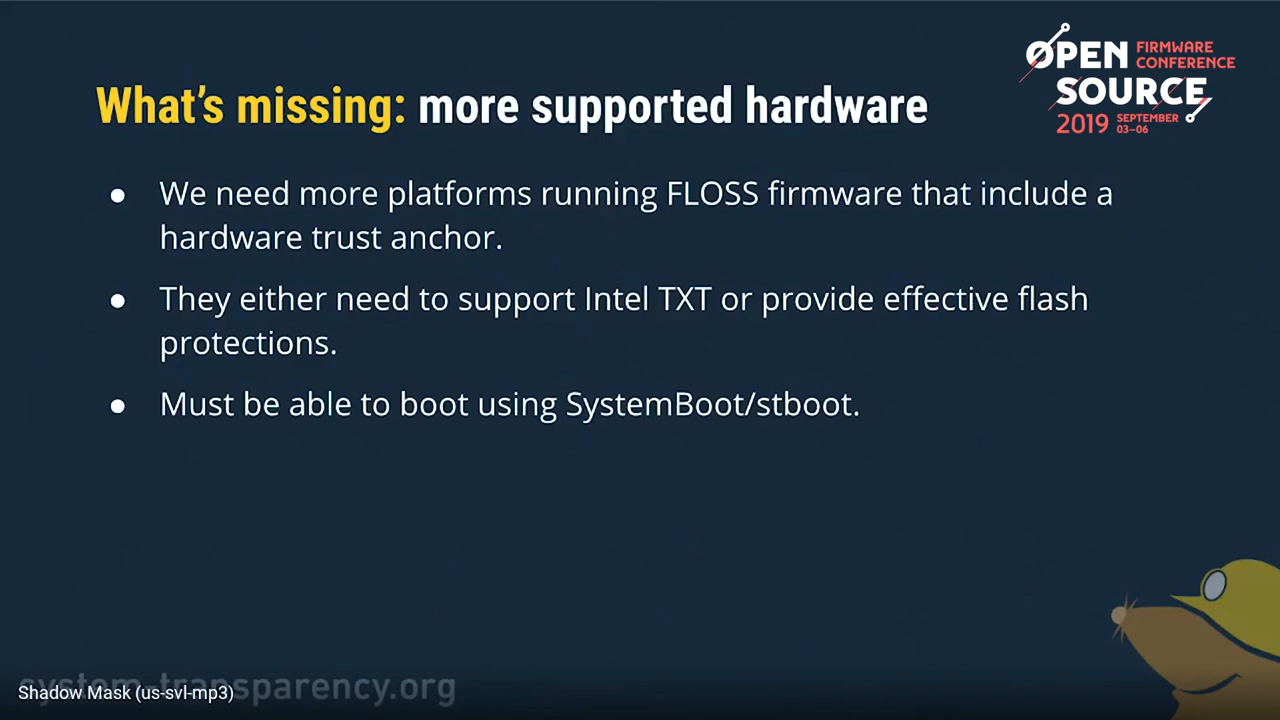 OPEN FIRMWARE
CONFERENCE
SOURCE
2019 SEPTEMBER
03–06
What's missing: more supported hardware
● We need more platforms running FLOSS firmware that include a
hardware trust anchor.
● They either need to support Intel TXT or provide effective flash
protections.
● Must be able to boot using SystemBoot/stboot.
system-transparency.org
Shadow Mask (us-svl-mp3)